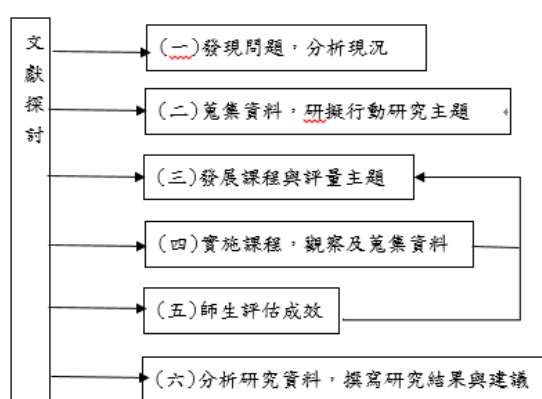 文獻探討
(一)發現問題，分析現況
(二)蒐集資料，研擬行動研究主題
(三)發展課程與評量主題
(四)實施課程，觀察及蒐集資料
(五)師生評估成效
(六)分析研究資料，撰寫研究結果與建議